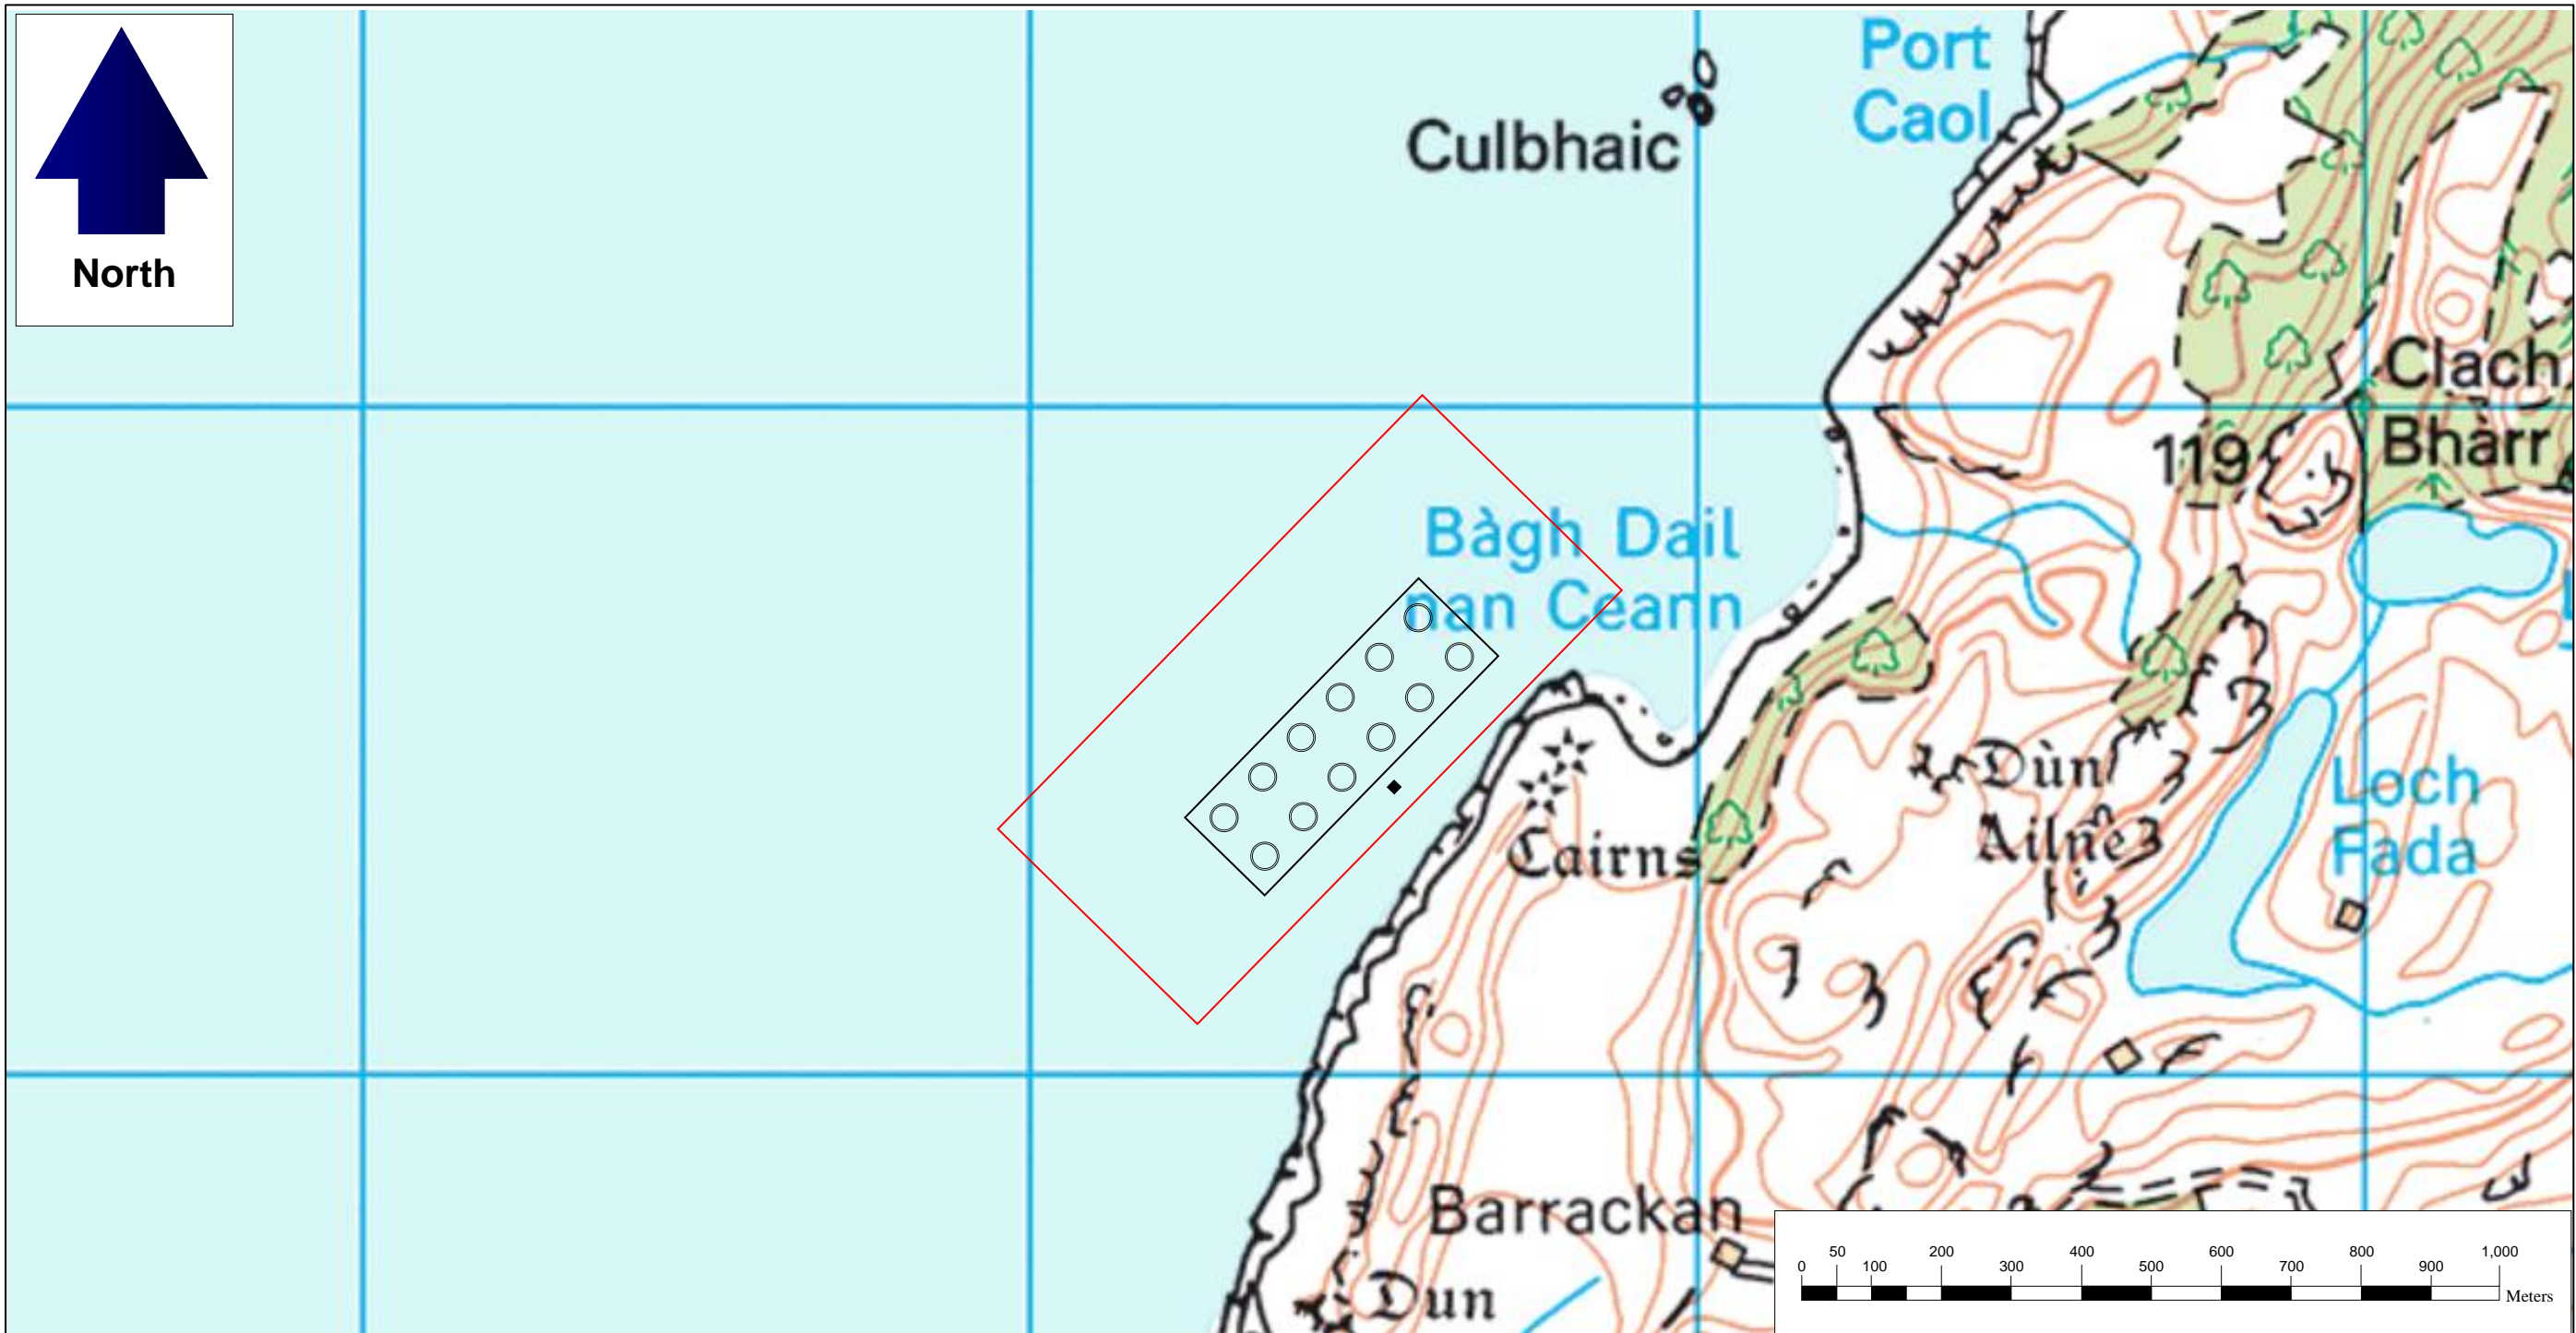 North
Port
Caol
Culbhaic
Clach
Bhàrr
119
Bàgh Dail
nan Ceann
Dùn
Ailne
Loch
Fada
Cairns
Barrackan
Dun
50 200 400 600 800 1,000
0 100 300 500 700 900
Meters